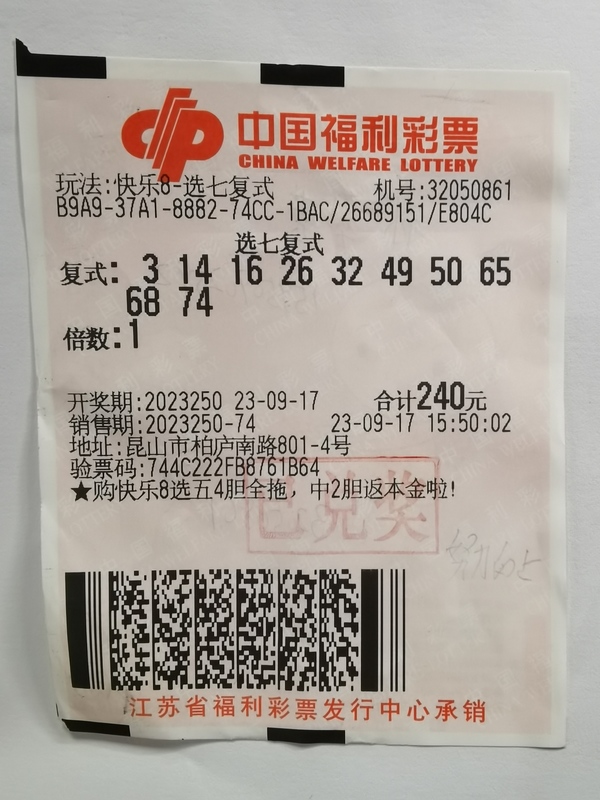 中国福利彩票
CHINA WELFARE LOTTERY
玩法:快乐8-选七复式 机号:32050861
B9A9-37A1-8882-74CC-1BAC/26689151/E804C
选七复式
复式: 3 14 16 26 32 49 50 65
68 74
倍数:1
开奖期:2023250 23-09-17 合计240元
销售期:2023250-74 23-09-17 15:50:02
地址:昆山市柏庐南路801-4号
验票码:744C222FB8761B64
★购快乐8选五4胆全拖，中2胆返本金啦!
已兑奖
江苏省福利彩票发行中心承销